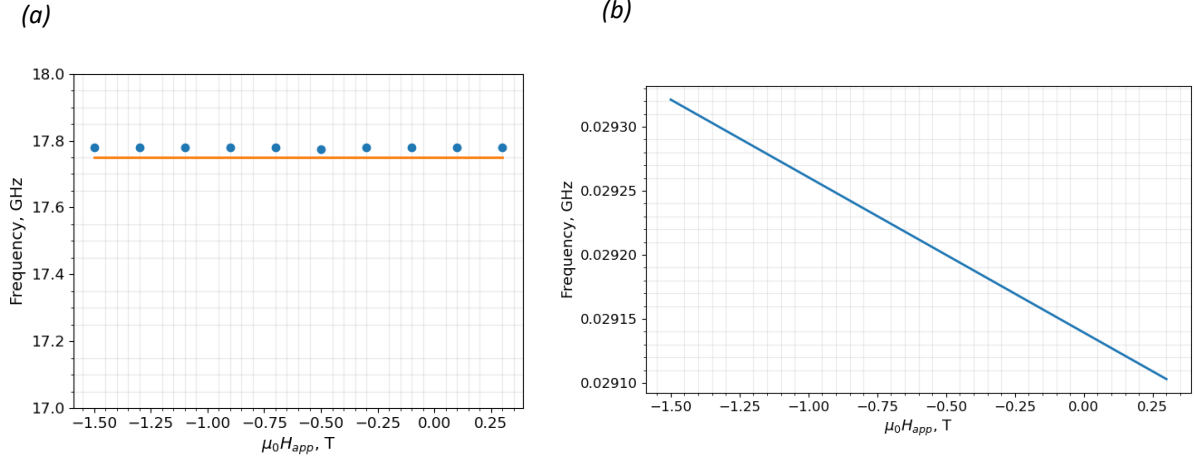 (a)
18.0
17.8
17.6
17.4
17.2
17.0
Frequency, GHz
−1.50 −1.25 −1.00 −0.75 −0.50 −0.25 0.00 0.25
μ₀H_app, T
(b)
0.02930
0.02925
0.02920
0.02915
0.02910
Frequency, GHz
−1.50 −1.25 −1.00 −0.75 −0.50 −0.25 0.00 0.25
μ₀H_app, T